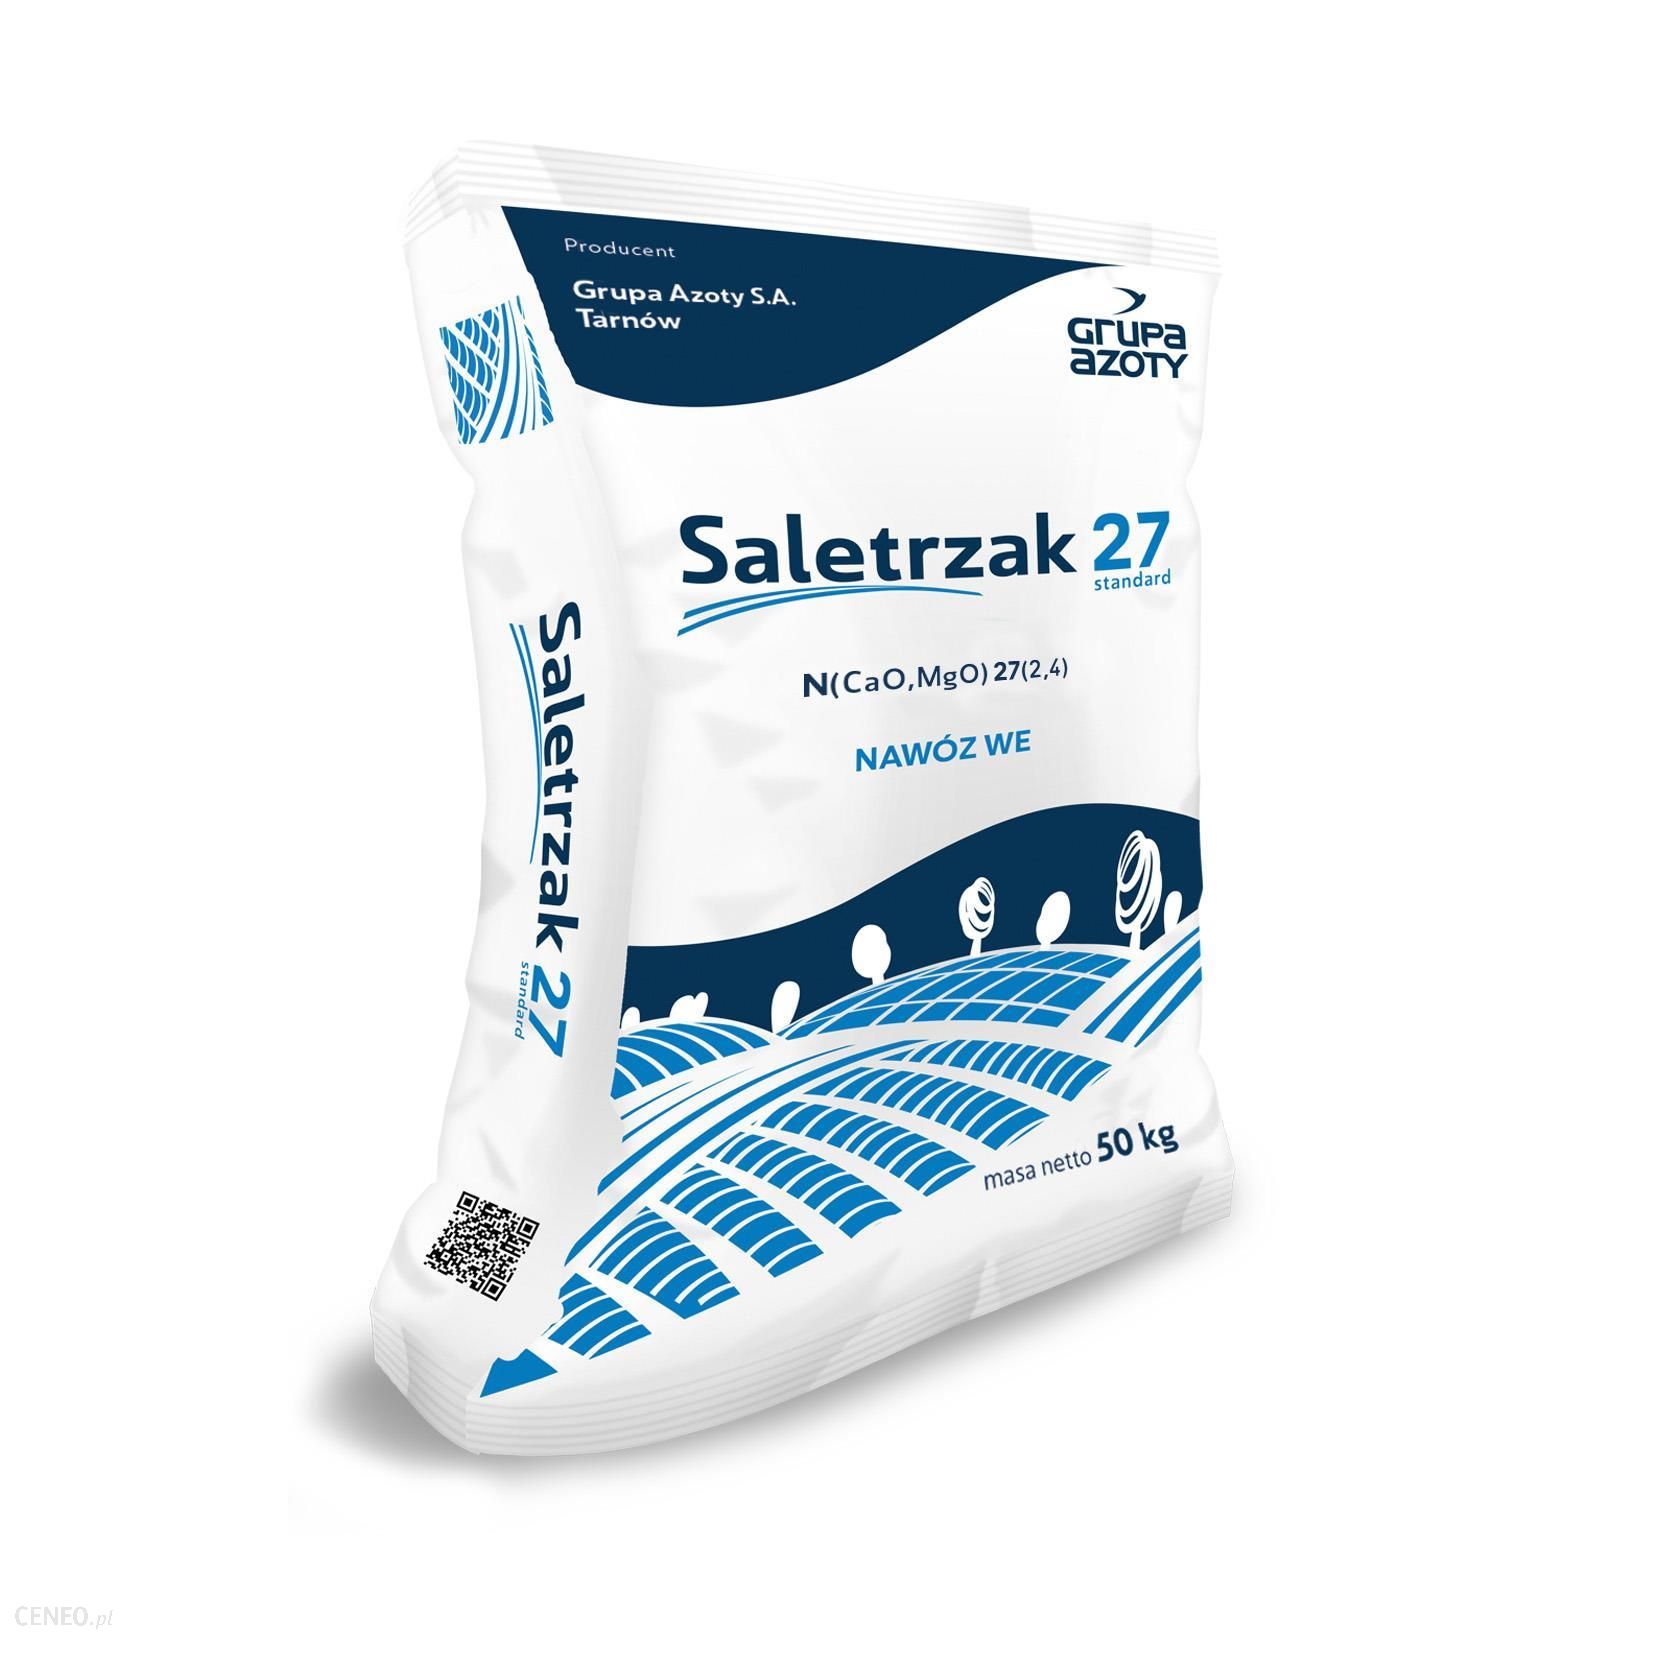 Producent
Grupa Azoty S.A.
Tarnów
GRUPA
AZOTY
Saletrzak 27
standard
N(CaO,MgO) 27(2,4)
NAWÓZ WE
masa netto 50 kg
Saletrzak 27
standard
CENEO.pl